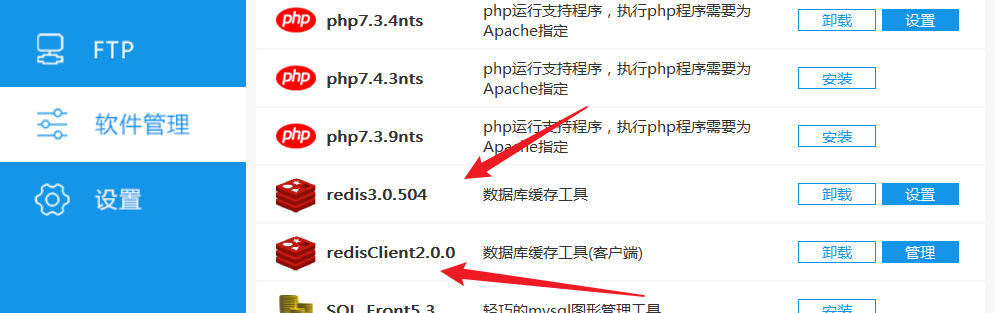 php php7.3.4nts php运行支持程序，执行php程序需要为 卸载 设置
Apache指定
FTP
php php7.4.3nts php运行支持程序，执行php程序需要为 安装
Apache指定
软件管理
php php7.3.9nts php运行支持程序，执行php程序需要为 安装
Apache指定
redis3.0.504 数据库缓存工具 卸载 设置
设置
redisClient2.0.0 数据库缓存工具(客户端) 卸载 管理
SQL_Front5.3 轻巧的mysql图形管理工具 安装